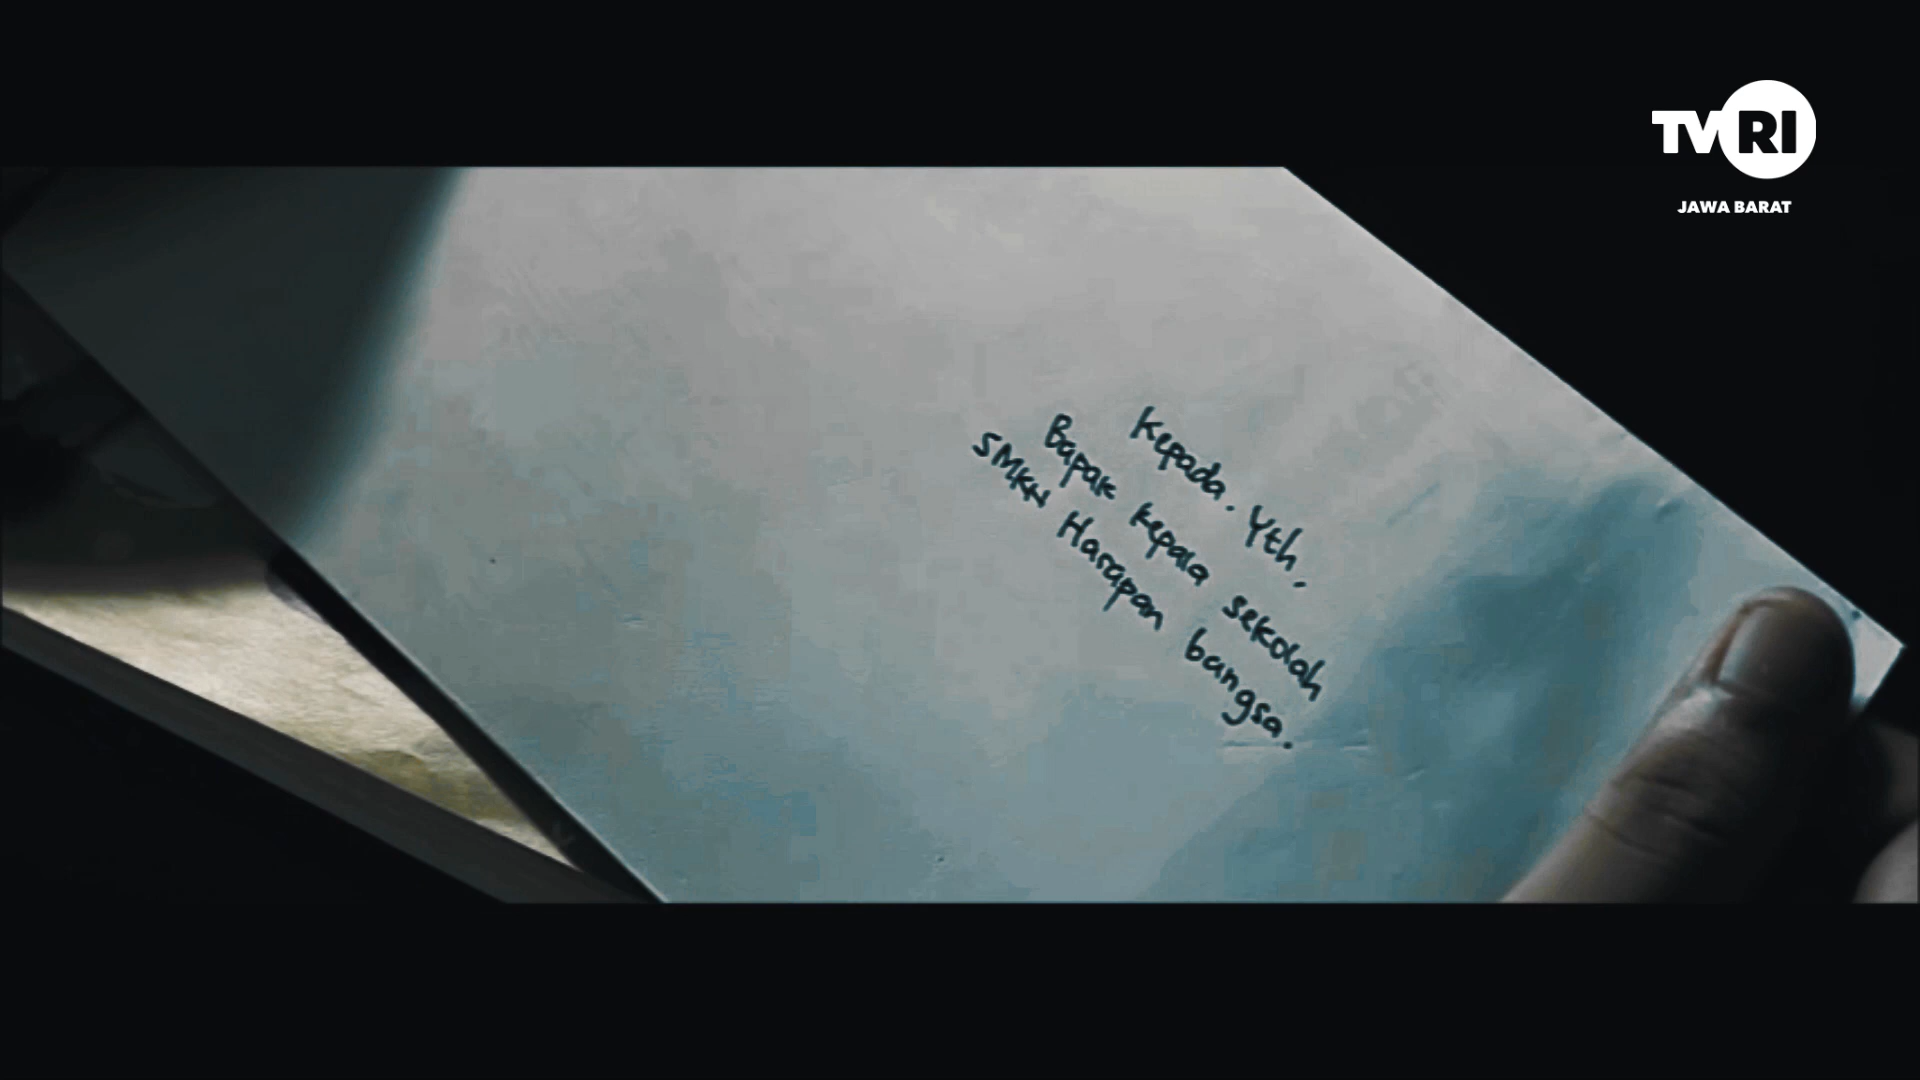 TVRI
JAWA BARAT
Kepada. Yth.
Bapak kepala sekolah
SMKN Harapan bangsa.